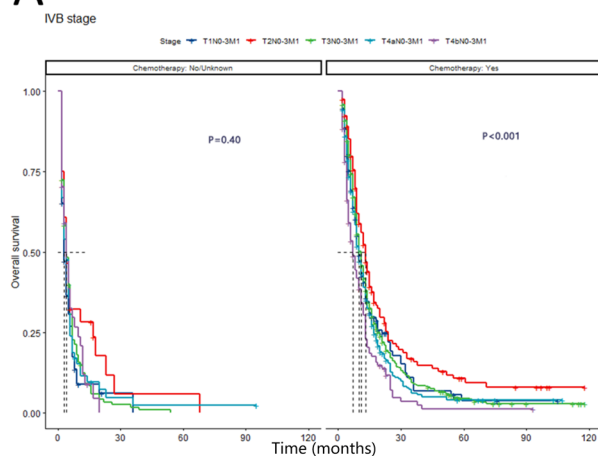 A
IVB stage
Stage T1N0-3M1 T2N0-3M1 T3N0-3M1 T4aN0-3M1 T4bN0-3M1
Chemotherapy: No/Unknown Chemotherapy: Yes
Overall survival
1.00
0.75
0.50
0.25
0.00
P=0.40
P<0.001
0 30 60 90 120 0 30 60 90 120
Time (months)